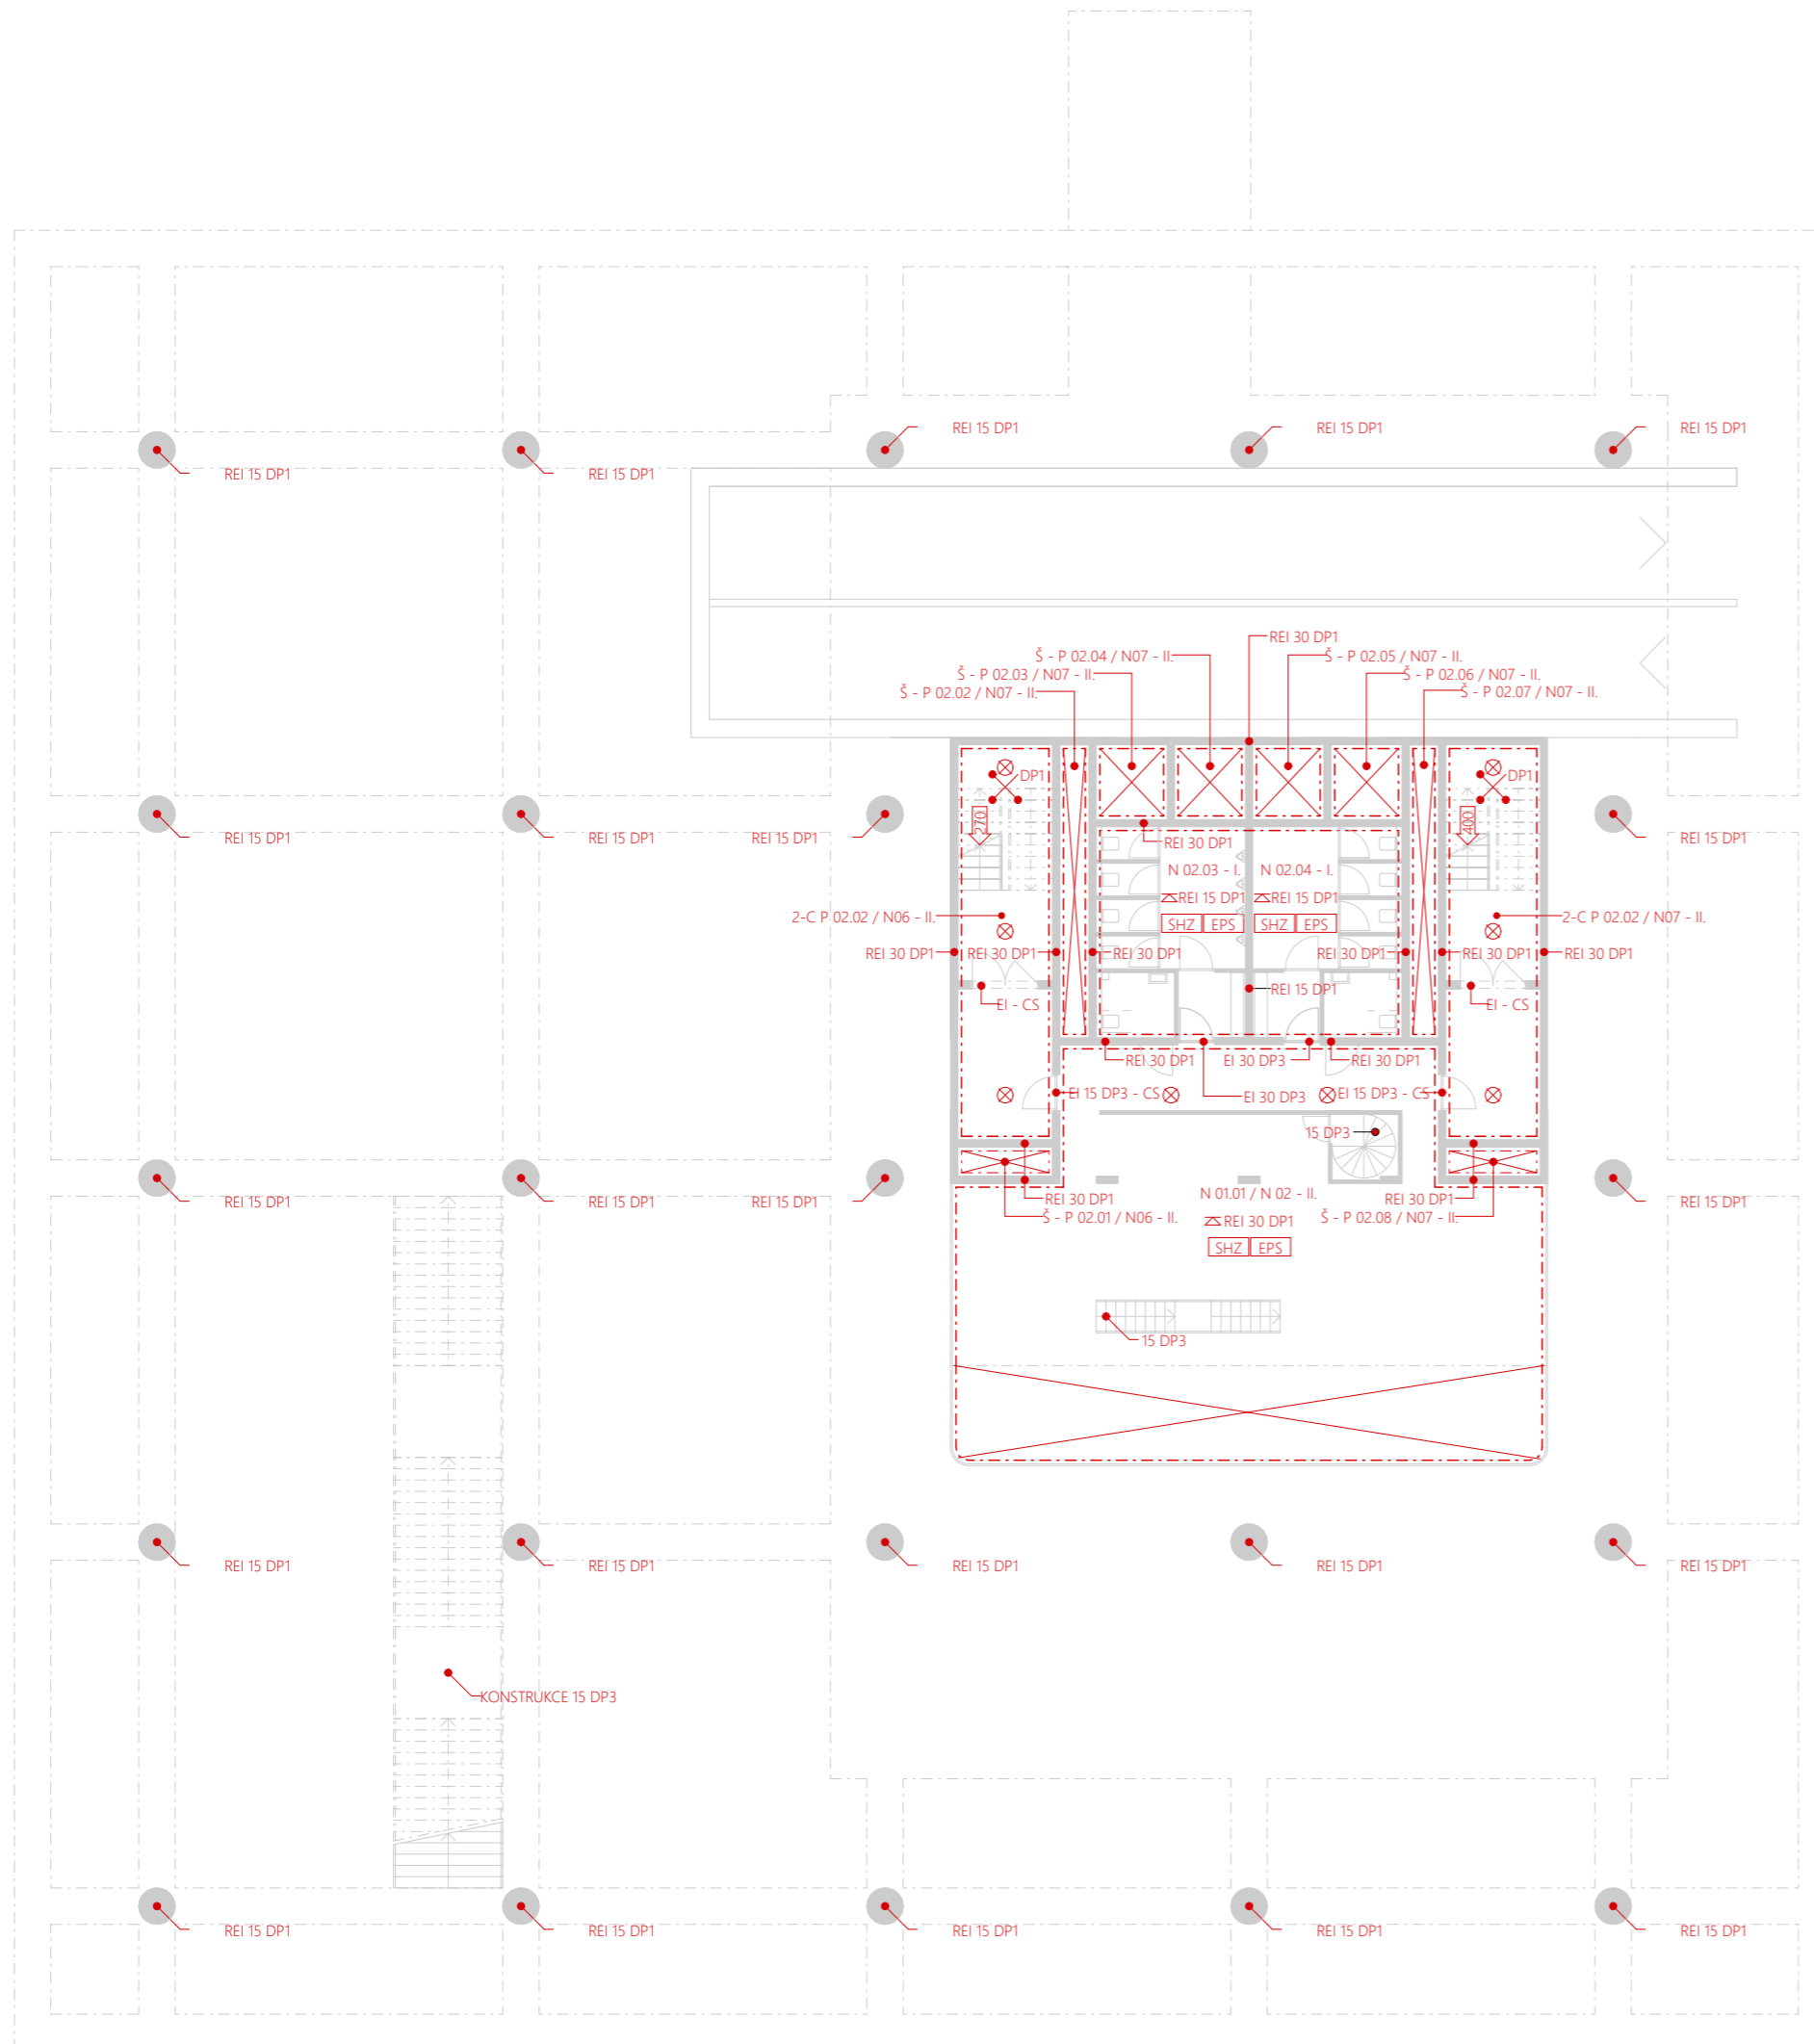 REI 15 DP1 REI 15 DP1 REI 15 DP1
REI 15 DP1 REI 15 DP1
REI 30 DP1
Š - P 02.04 / N07 - II. Š - P 02.05 / N07 - II.
Š - P 02.03 / N07 - II. Š - P 02.06 / N07 - II.
Š - P 02.02 / N07 - II. Š - P 02.07 / N07 - II.
DP1 DP1
270 400
REI 15 DP1 REI 15 DP1 REI 15 DP1 REI 30 DP1 REI 15 DP1
N 02.03 - I. N 02.04 - I.
REI 15 DP1 REI 15 DP1
2-C P 02.02 / N06 - II. SHZ EPS SHZ EPS 2-C P 02.02 / N07 - II.
REI 30 DP1 REI 30 DP1 REI 30 DP1 REI 30 DP1 REI 30 DP1 REI 30 DP1
REI 15 DP1
EI - CS EI - CS
REI 30 DP1 EI 30 DP3 REI 30 DP1
EI 15 DP3 - CS EI 30 DP3 EI 15 DP3 - CS
15 DP3
N 01.01 / N 02 - II.
REI 15 DP1 REI 15 DP1 REI 15 DP1 REI 30 DP1 REI 30 DP1 REI 15 DP1
Š - P 02.01 / N06 - II. REI 30 DP1 Š - P 02.08 / N07 - II.
SHZ EPS
15 DP3
REI 15 DP1 REI 15 DP1 REI 15 DP1 REI 15 DP1 REI 15 DP1
KONSTRUKCE 15 DP3
REI 15 DP1 REI 15 DP1 REI 15 DP1 REI 15 DP1 REI 15 DP1